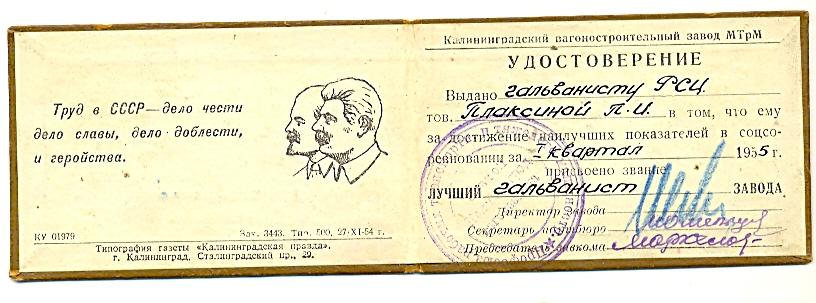 Труд в СССР—дело чести
дело славы, дело доблести,
и геройства.
КУ 01979
Зак. 3443. Тир. 500, 27-XI-54 г.
Типография газеты «Калининградская правда».
г. Калининград, Сталинградский пр., 29.
Калининградский вагоностроительный завод МТрМ
УДОСТОВЕРЕНИЕ
Выдано гальванисту РСЦ
тов. Плаксиной П.И. в том, что ему
за достижение наилучших показателей в соцсо-
ревновании за I квартал 1955 г.
присвоено звание
ЛУЧШИЙ гальванист ЗАВОДА
Директор завода
Секретарь партбюро
Председатель завкома